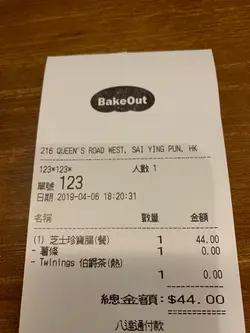 BakeOut
216 QUEEN'S ROAD WEST, SAI YING PUN, HK
123*123* 人數 1
單號 123
日期 2019-04-06 18:20:31
名稱 數量 金額
(1) 芝士珍寶腸(餐) 1 44.00
- 薯條 1 0.00
- Twinings 伯爵茶(熱)
1 0.00
總金額: $44.00
八達通付款